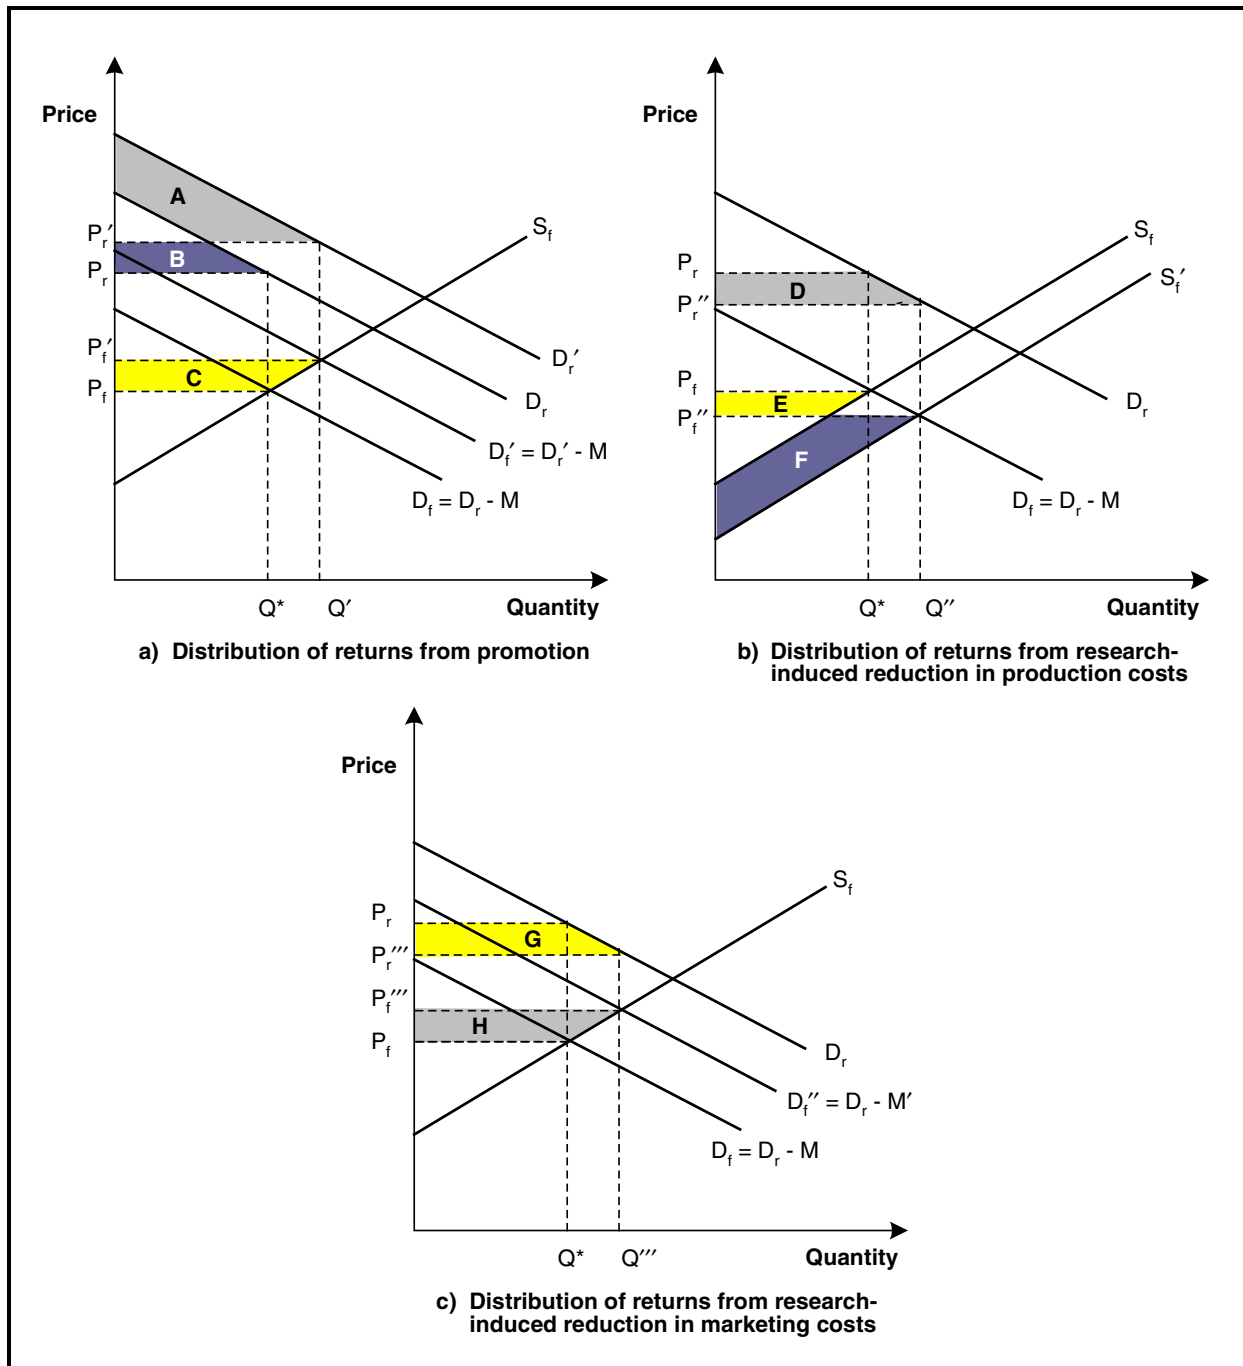 Price
A
P_r′
B
P_r
S_f
P_f′
C
P_f
D_r′
D_r
D_f′ = D_r′ - M
D_f = D_r - M
Q*
Q′
Quantity
a) Distribution of returns from promotion
Price
S_f
S_f′
P_r
D
P_r′′
P_f
E
P_f′′
F
D_r
D_f = D_r - M
Q*
Q′′
Quantity
b) Distribution of returns from research-
induced reduction in production costs
Price
S_f
P_r
G
P_r′′′
P_f′′′
H
P_f
D_r
D_f′′ = D_r - M′
D_f = D_r - M
Q*
Q′′′
Quantity
c) Distribution of returns from research-
induced reduction in marketing costs